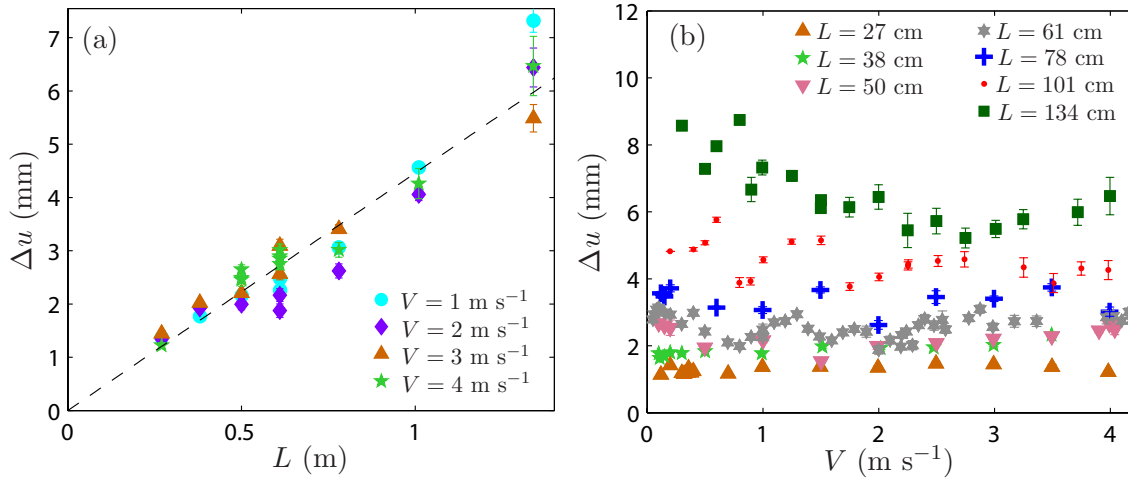 (a)
7
6
5
4
3
2
1
0
Δu (mm)
0 0.5 1
L (m)
V = 1 m s⁻¹
V = 2 m s⁻¹
V = 3 m s⁻¹
V = 4 m s⁻¹
(b)
12
10
8
6
4
2
0
Δu (mm)
0 1 2 3 4
V (m s⁻¹)
L = 27 cm
L = 38 cm
L = 50 cm
L = 61 cm
L = 78 cm
L = 101 cm
L = 134 cm